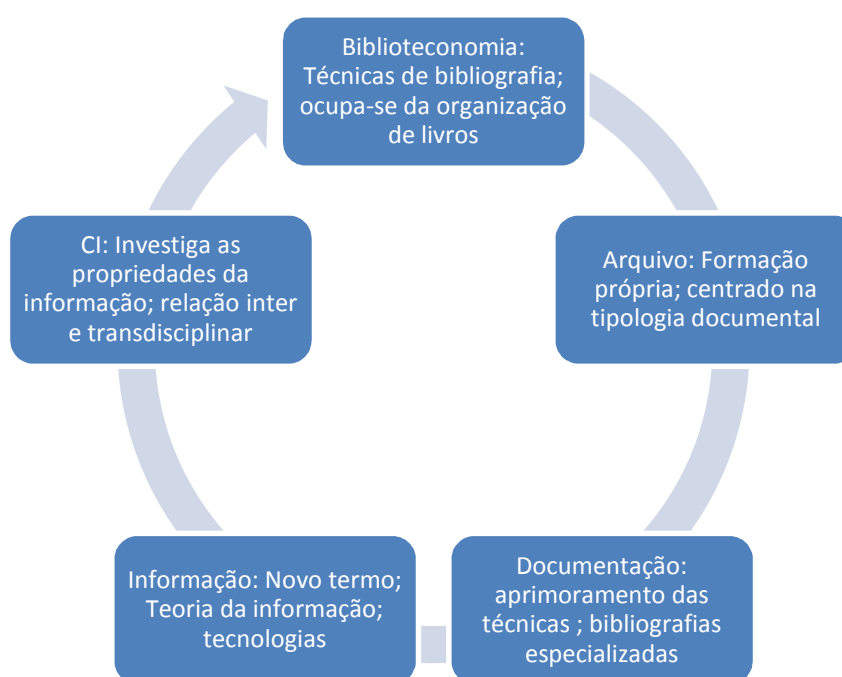 Biblioteconomia:
Técnicas de bibliografia;
ocupa-se da organização
de livros
Arquivo: Formação
própria; centrado na
tipologia documental
Documentação:
aprimoramento das
técnicas ; bibliografias
especializadas
Informação: Novo termo;
Teoria da informação;
tecnologias
CI: Investiga as
propriedades da
informação; relação inter
e transdisciplinar